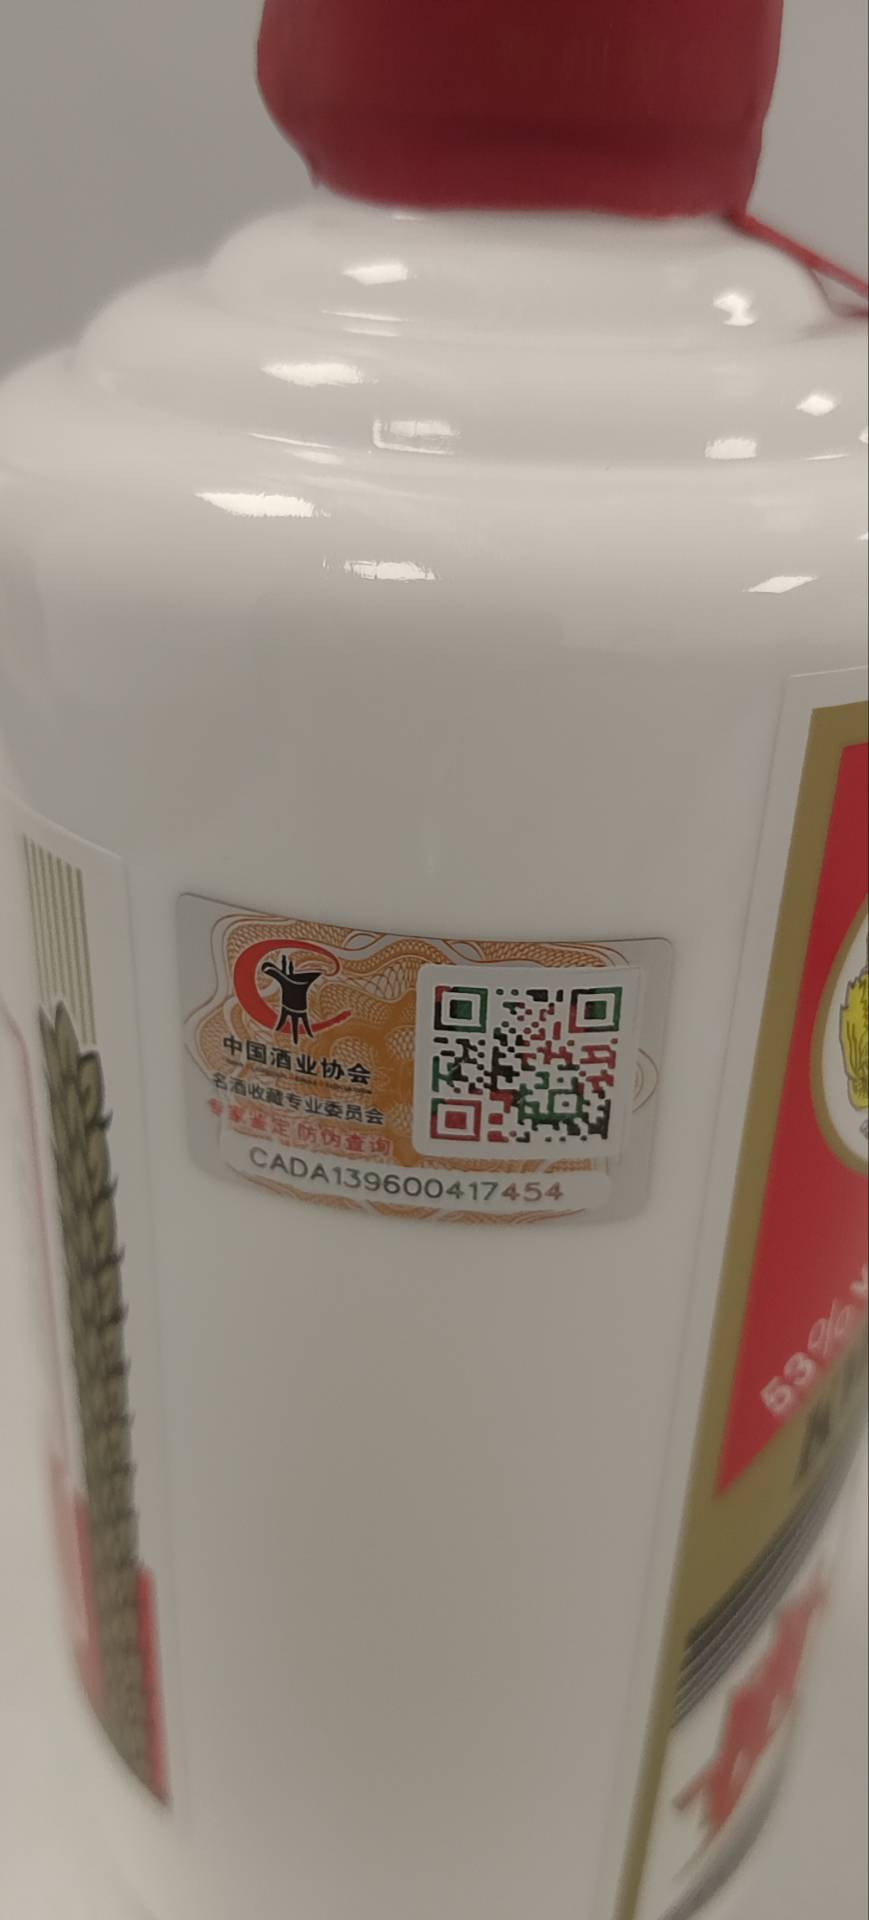 中国酒业协会
名酒收藏专业委员会
专家鉴定 防伪查询
CADA139600417454
53%